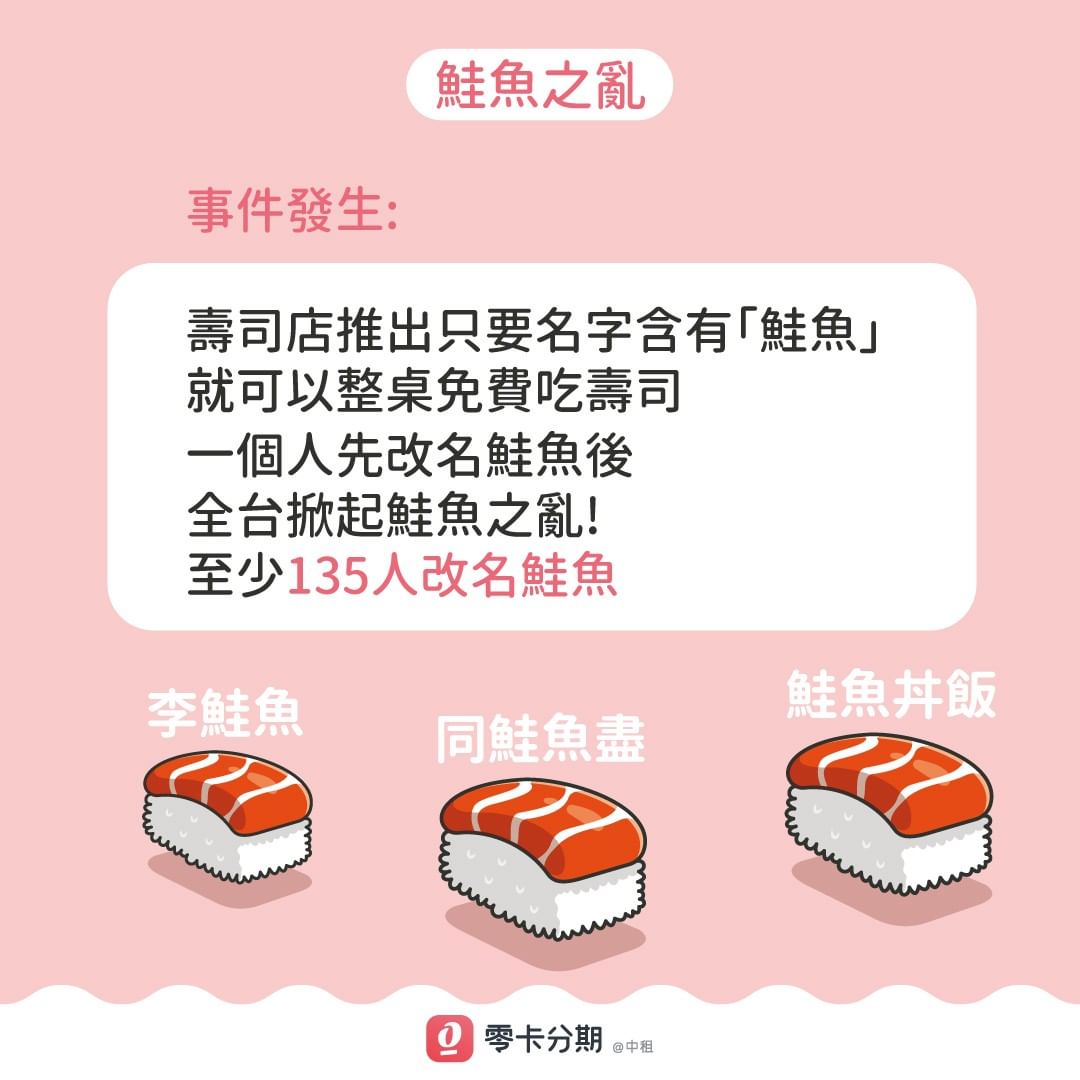 鮭魚之亂
事件發生:
壽司店推出只要名字含有「鮭魚」
就可以整桌免費吃壽司
一個人先改名鮭魚後
全台掀起鮭魚之亂!
至少135人改名鮭魚
李鮭魚
同鮭魚盡
鮭魚丼飯
零卡分期 @中租